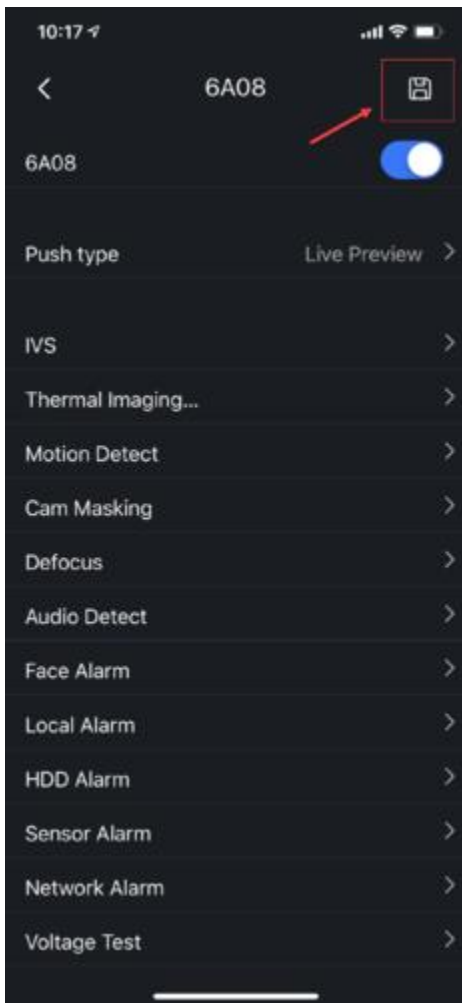 10:17
6A08
6A08
Push type Live Preview
IVS
Thermal Imaging...
Motion Detect
Cam Masking
Defocus
Audio Detect
Face Alarm
Local Alarm
HDD Alarm
Sensor Alarm
Network Alarm
Voltage Test